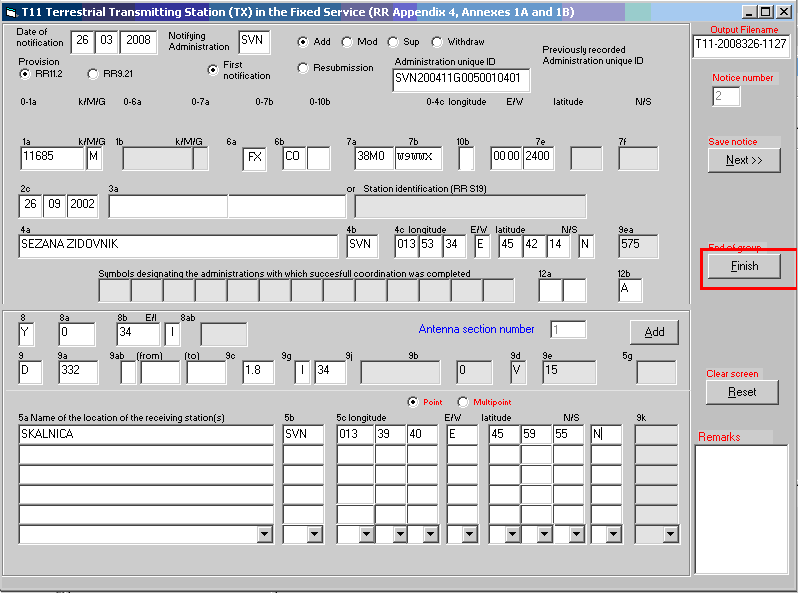 T11 Terrestrial Transmitting Station (TX) in the Fixed Service (RR Appendix 4, Annexes 1A and 1B)
Date of notification 26 03 2008 Notifying Administration SVN Add Mod Sup Withdraw
Output Filename
T11-2008326-1127
Provision
RR11.2 RR9.21 First notification Resubmission
Administration unique ID
SVN200411G0050010401
Previously recorded Administration unique ID
Notice number
2
0-1a k/M/G 0-6a 0-7a 0-7b 0-10b 0-4c longitude E/W latitude N/S
1a k/M/G 1b k/M/G 6a 6b 7a 7b 10b 7e 7f
11685 M FX CO 38M0 W9WWX 0000 2400
Save notice
Next >>
2c 3a or Station identification (RR S19)
26 09 2002
4a 4b 4c longitude E/W latitude N/S 9ea
SEZANA ZIDOVNIK SVN 013 53 34 E 45 42 14 N 575
End of group
Finish
Symbols designating the administrations with which succesfull coordination was completed 12a 12b
A
8 8a 8b E/I 8ab
Y 0 34 I
Antenna section number 1 Add
9 9a 9ab (from) (to) 9c 9g 9j 9b 9d 9e 5g
D 332 1.8 I 34 0 V 15
Clear screen
Reset
Point Multipoint
5a Name of the location of the receiving station(s) 5b 5c longitude E/W latitude N/S 9k
SKALNICA SVN 013 39 40 E 45 59 55 N
Remarks